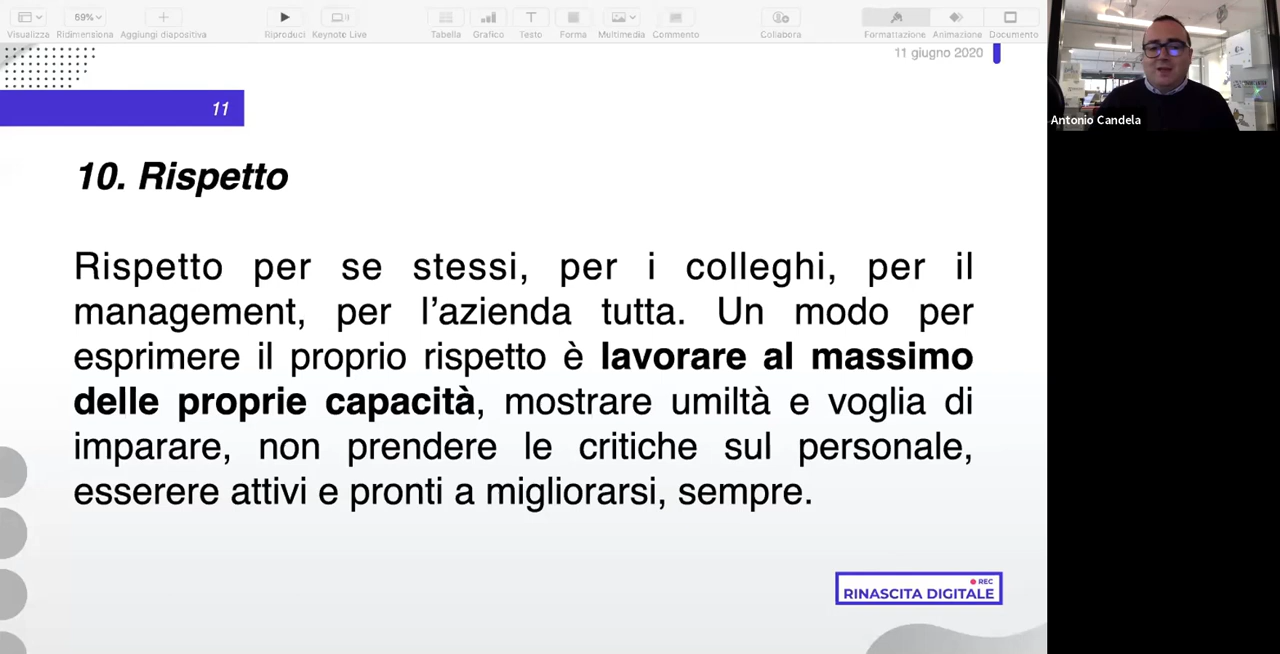 Visualizza
69%
Ridimensiona
Aggiungi diapositiva
Riproduci
Keynote Live
Tabella
Grafico
Testo
Forma
Multimedia
Commento
Collabora
Formattazione
Animazione
Documento
11 giugno 2020
11
Antonio Candela
10. Rispetto
Rispetto per se stessi, per i colleghi, per il
management, per l’azienda tutta. Un modo per
esprimere il proprio rispetto è lavorare al massimo
delle proprie capacità, mostrare umiltà e voglia di
imparare, non prendere le critiche sul personale,
esserere attivi e pronti a migliorarsi, sempre.
REC
RINASCITA DIGITALE